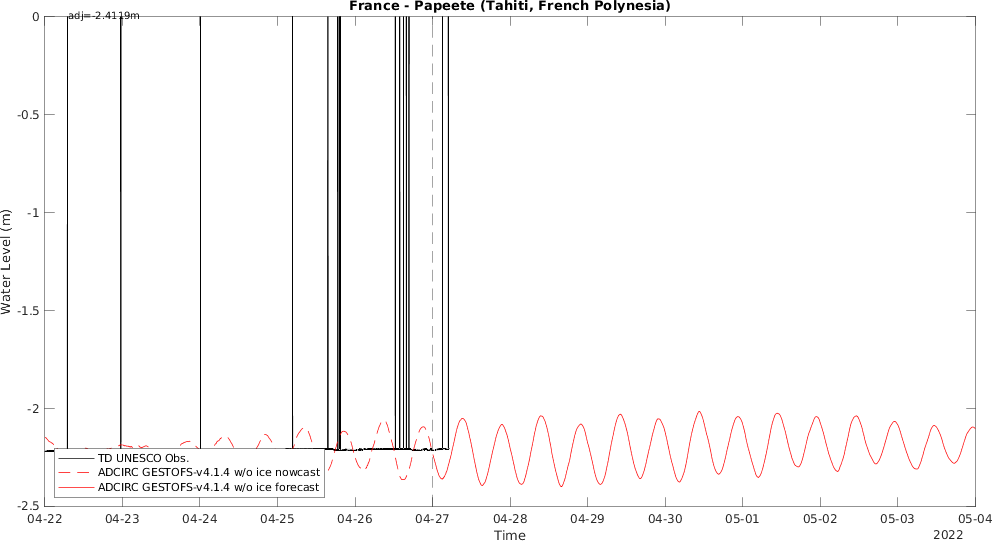 France - Papeete (Tahiti, French Polynesia)
adj=-2.4119m
0
-0.5
-1
-1.5
-2
-2.5
Water Level (m)
TD UNESCO Obs.
ADCIRC GESTOFS-v4.1.4 w/o ice nowcast
ADCIRC GESTOFS-v4.1.4 w/o ice forecast
04-22 04-23 04-24 04-25 04-26 04-27 04-28 04-29 04-30 05-01 05-02 05-03 05-04
Time
2022